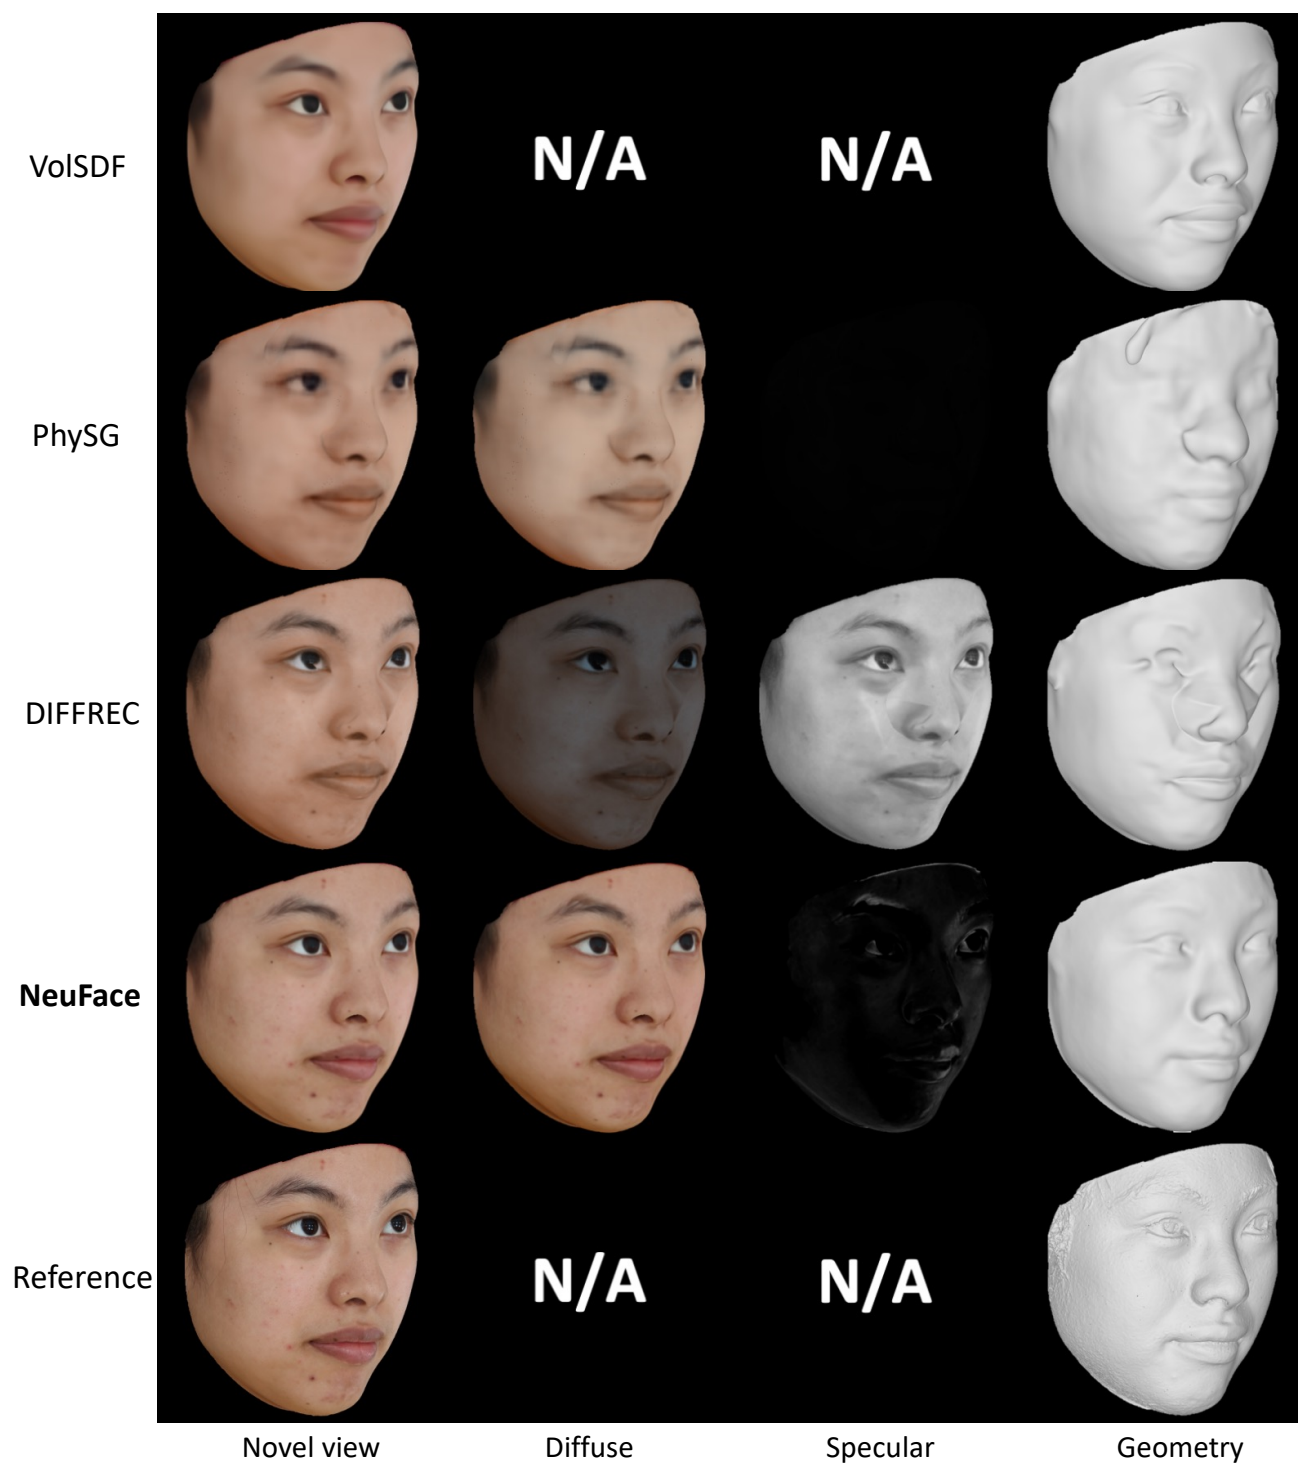 VolSDF
N/A
N/A
PhySG
DIFFREC
NeuFace
Reference
N/A
N/A
Novel view
Diffuse
Specular
Geometry